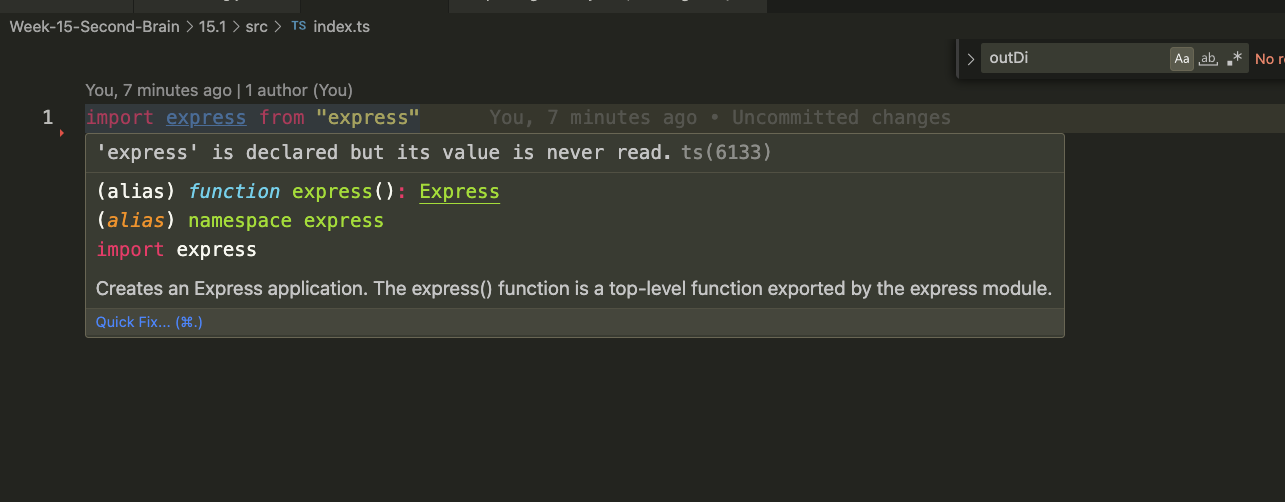 Week-15-Second-Brain > 15.1 > src > TS index.ts
outDi Aa ab .*
You, 7 minutes ago | 1 author (You)
1 import express from "express" You, 7 minutes ago • Uncommitted changes
'express' is declared but its value is never read. ts(6133)
(alias) function express(): Express
(alias) namespace express
import express
Creates an Express application. The express() function is a top-level function exported by the express module.
Quick Fix... (⌘.)